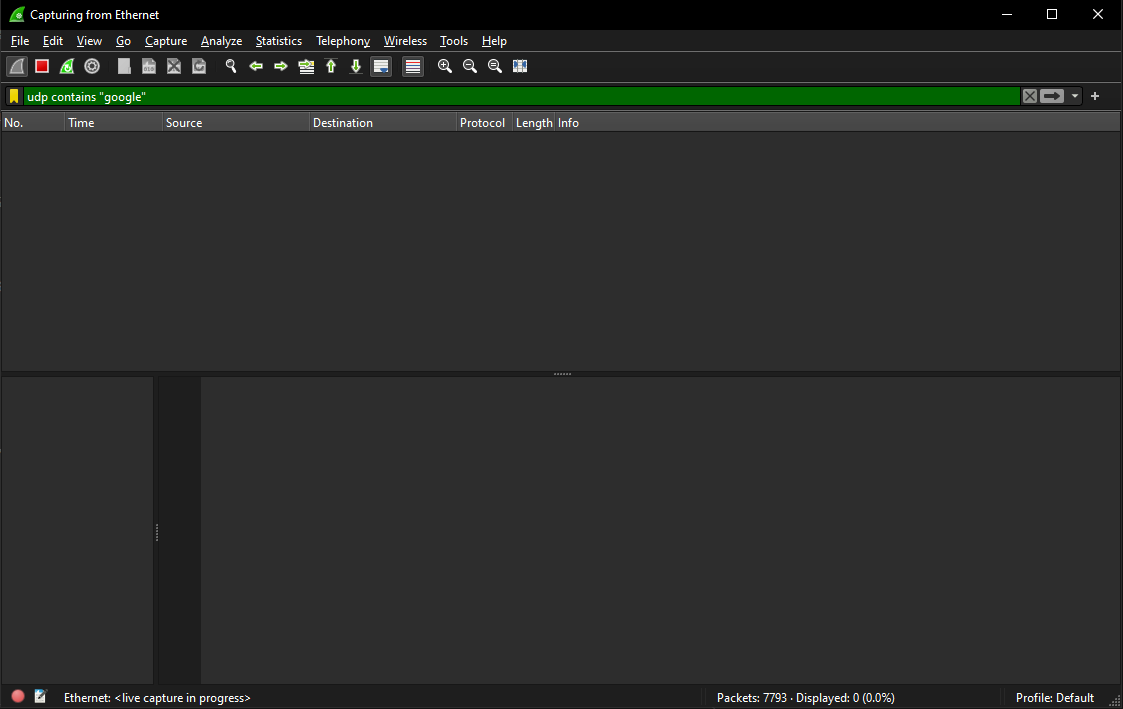 Capturing from Ethernet
File Edit View Go Capture Analyze Statistics Telephony Wireless Tools Help
udp contains "google"
No. Time Source Destination Protocol Length Info
Ethernet: <live capture in progress> Packets: 7793 · Displayed: 0 (0.0%) Profile: Default